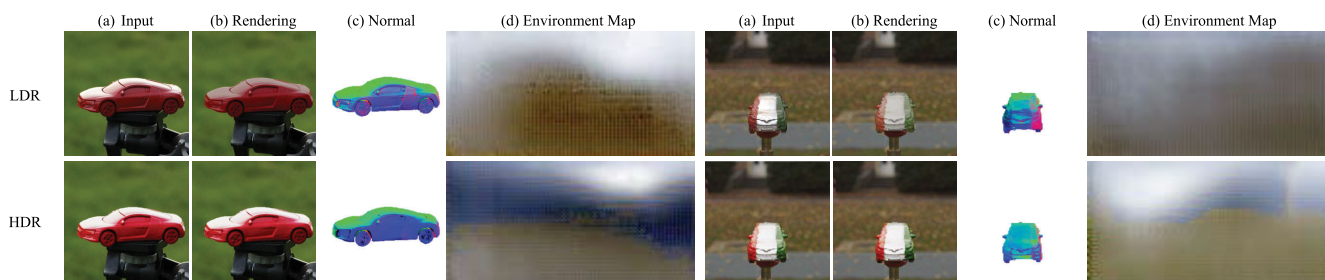 (a) Input (b) Rendering (c) Normal (d) Environment Map (a) Input (b) Rendering (c) Normal (d) Environment Map
LDR
HDR